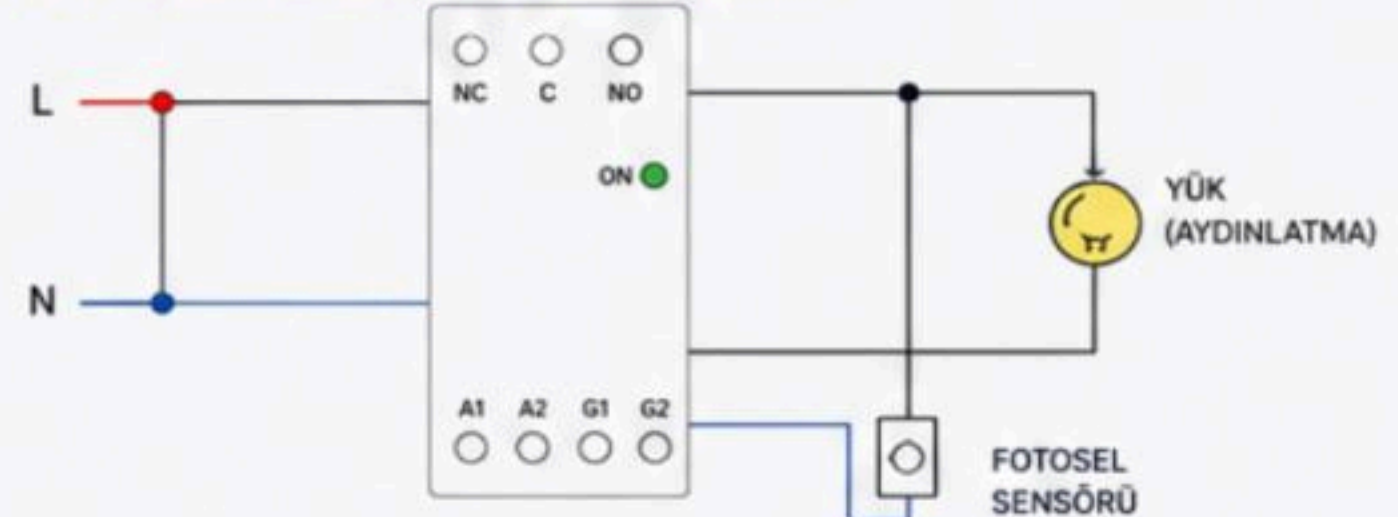 L
NC C NO
ON
YÜK
(AYDINLATMA)
N
A1 A2 G1 G2
FOTOSEL
SENSÖRÜ